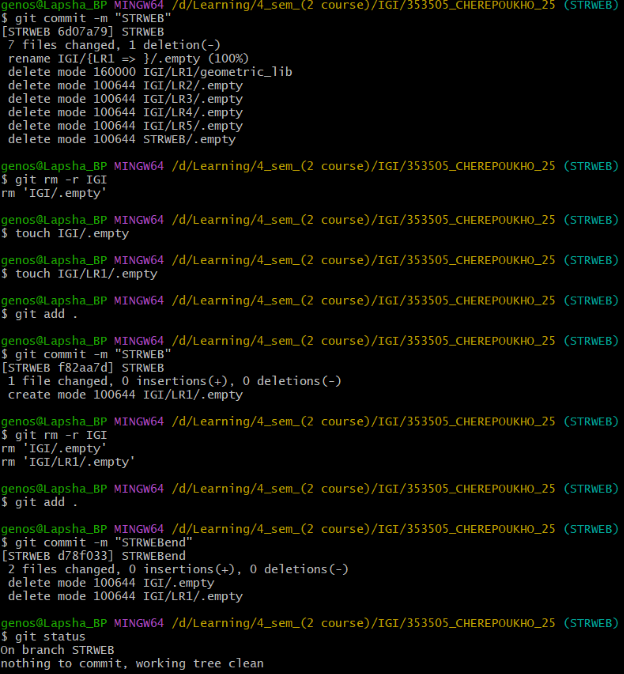 genos@Lapsha_BP MINGW64 /d/Learning/4_sem_(2 course)/IGI/353505_CHEREPOUKHO_25 (STRWEB)
$ git commit -m "STRWEB"
[STRWEB 6d07a79] STRWEB
 7 files changed, 1 deletion(-)
 rename IGI/{LR1 => }/.empty (100%)
 delete mode 160000 IGI/LR1/geometric_lib
 delete mode 100644 IGI/LR2/.empty
 delete mode 100644 IGI/LR3/.empty
 delete mode 100644 IGI/LR4/.empty
 delete mode 100644 IGI/LR5/.empty
 delete mode 100644 STRWEB/.empty
genos@Lapsha_BP MINGW64 /d/Learning/4_sem_(2 course)/IGI/353505_CHEREPOUKHO_25 (STRWEB)
$ git rm -r IGI
rm 'IGI/.empty'
genos@Lapsha_BP MINGW64 /d/Learning/4_sem_(2 course)/IGI/353505_CHEREPOUKHO_25 (STRWEB)
$ touch IGI/.empty
genos@Lapsha_BP MINGW64 /d/Learning/4_sem_(2 course)/IGI/353505_CHEREPOUKHO_25 (STRWEB)
$ touch IGI/LR1/.empty
genos@Lapsha_BP MINGW64 /d/Learning/4_sem_(2 course)/IGI/353505_CHEREPOUKHO_25 (STRWEB)
$ git add .
genos@Lapsha_BP MINGW64 /d/Learning/4_sem_(2 course)/IGI/353505_CHEREPOUKHO_25 (STRWEB)
$ git commit -m "STRWEB"
[STRWEB f82aa7d] STRWEB
 1 file changed, 0 insertions(+), 0 deletions(-)
 create mode 100644 IGI/LR1/.empty
genos@Lapsha_BP MINGW64 /d/Learning/4_sem_(2 course)/IGI/353505_CHEREPOUKHO_25 (STRWEB)
$ git rm -r IGI
rm 'IGI/.empty'
rm 'IGI/LR1/.empty'
genos@Lapsha_BP MINGW64 /d/Learning/4_sem_(2 course)/IGI/353505_CHEREPOUKHO_25 (STRWEB)
$ git add .
genos@Lapsha_BP MINGW64 /d/Learning/4_sem_(2 course)/IGI/353505_CHEREPOUKHO_25 (STRWEB)
$ git commit -m "STRWEBend"
[STRWEB d78f033] STRWEBend
 2 files changed, 0 insertions(+), 0 deletions(-)
 delete mode 100644 IGI/.empty
 delete mode 100644 IGI/LR1/.empty
genos@Lapsha_BP MINGW64 /d/Learning/4_sem_(2 course)/IGI/353505_CHEREPOUKHO_25 (STRWEB)
$ git status
On branch STRWEB
nothing to commit, working tree clean